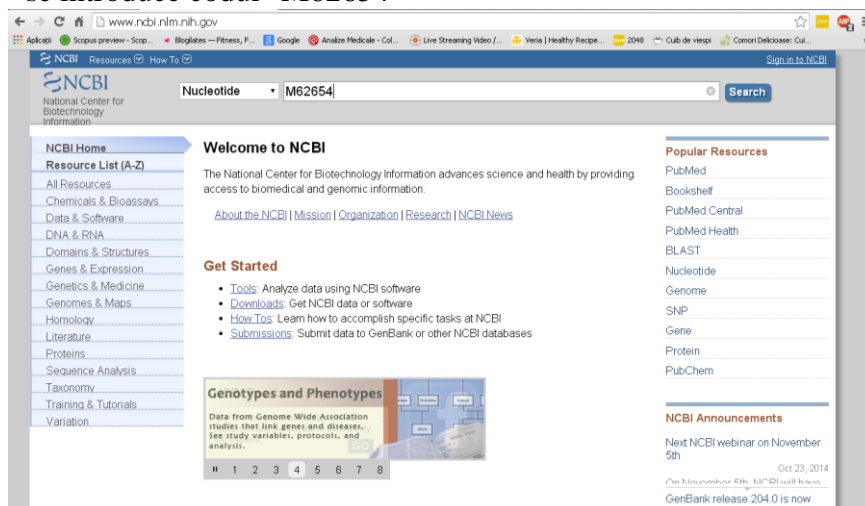 se introduce codul "M62654".
www.ncbi.nlm.nih.gov
Aplicații Scopus preview - Scop... Bloglates — Fitness, F... Google Analize Medicale - Col... Live Streaming Video /... Veria | Healthy Recipe... 2048 Cuib de viespi Comori Delicioase: Cui...
NCBI Resources How To Sign in to NCBI
NCBI
National Center for
Biotechnology
Information
Nucleotide M62654 Search
NCBI Home
Resource List (A-Z)
All Resources
Chemicals & Bioassays
Data & Software
DNA & RNA
Domains & Structures
Genes & Expression
Genetics & Medicine
Genomes & Maps
Homology
Literature
Proteins
Sequence Analysis
Taxonomy
Training & Tutorials
Variation
Welcome to NCBI
The National Center for Biotechnology Information advances science and health by providing
access to biomedical and genomic information.
About the NCBI | Mission | Organization | Research | NCBI News
Get Started
• Tools: Analyze data using NCBI software
• Downloads: Get NCBI data or software
• How Tos: Learn how to accomplish specific tasks at NCBI
• Submissions: Submit data to GenBank or other NCBI databases
Genotypes and Phenotypes
Data from Genome Wide Association
studies that link genes and diseases.
See study variables, protocols, and
analysis.
GO
1 2 3 4 5 6 7 8
Popular Resources
PubMed
Bookshelf
PubMed Central
PubMed Health
BLAST
Nucleotide
Genome
SNP
Gene
Protein
PubChem
NCBI Announcements
Next NCBI webinar on November
5th
Oct 23, 2014
On November 5th, NCBI will have
GenBank release 204.0 is now